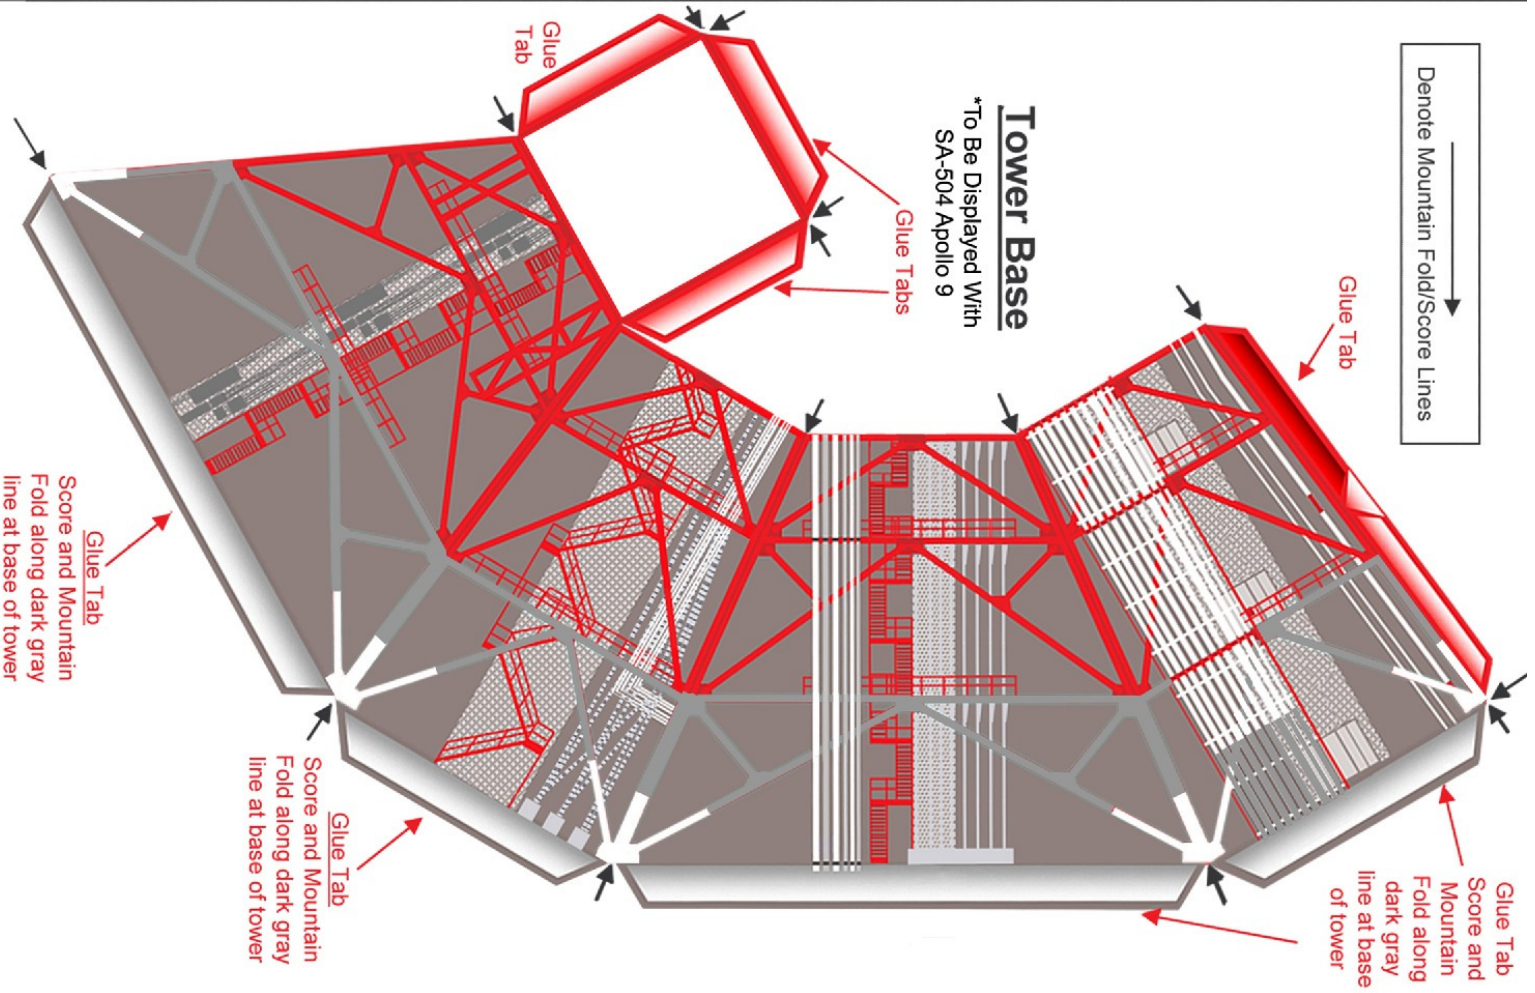 Denote Mountain Fold/Score Lines
Tower Base
*To Be Displayed With
SA-504 Apollo 9
Glue
Tab
Glue Tabs
Glue Tab
Glue Tab
Score and
Mountain
Fold along
dark gray
line at base
of tower
Glue Tab
Score and Mountain
Fold along dark gray
line at base of tower
Glue Tab
Score and Mountain
Fold along dark gray
line at base of tower